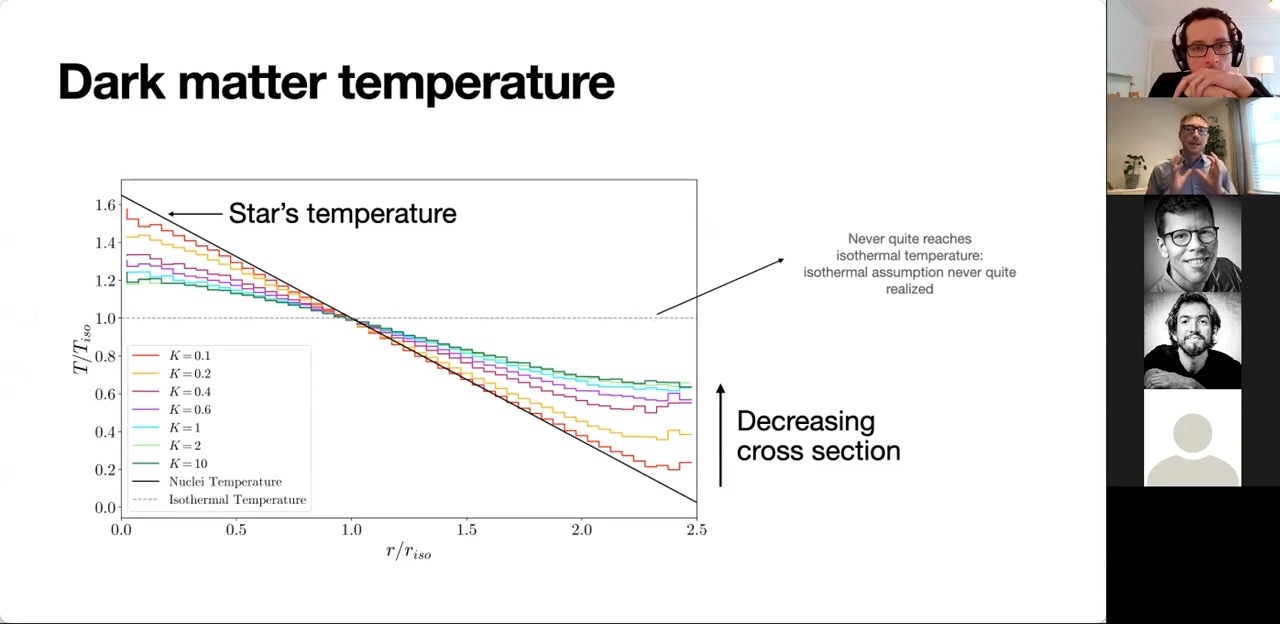 Dark matter temperature
Star's temperature
Never quite reaches
isothermal temperature:
isothermal assumption never quite
realized
1.6
1.4
1.2
1.0
0.8
0.6
0.4
0.2
0.0
T/T_iso
K = 0.1
K = 0.2
K = 0.4
K = 0.6
K = 1
K = 2
K = 10
Nuclei Temperature
Isothermal Temperature
Decreasing
cross section
0.0 0.5 1.0 1.5 2.0 2.5
r/r_iso